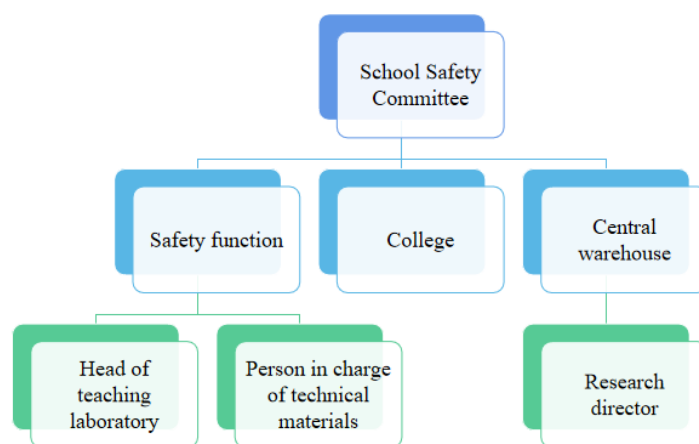 School Safety
Committee
Safety function
College
Central
warehouse
Head of
teaching
laboratory
Person in charge
of technical
materials
Research
director